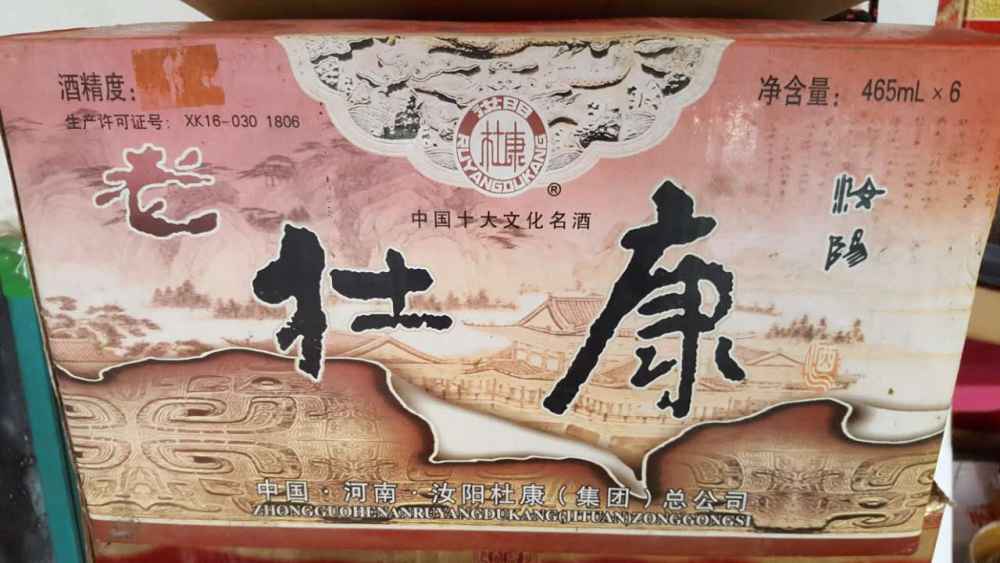 酒精度:
生产许可证号: XK16-030 1806
净含量: 465mL×6
汝阳
杜康
RUYANGDUKANG
®
中国十大文化名酒
老
杜康
汝陽
中国·河南·汝阳杜康(集团)总公司
ZHONGGUOHENANRUYANGDUKANG(JITUAN)ZONGGONGSI